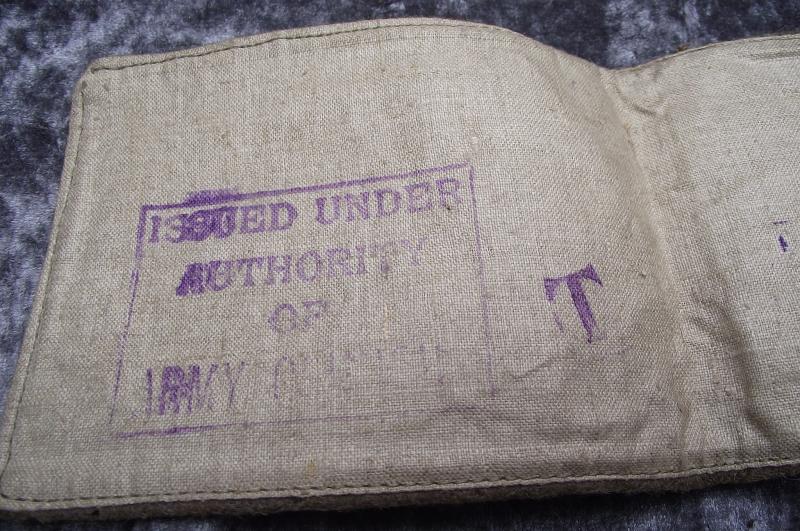 ISSUED UNDER
AUTHORITY
OF
ARMY
T